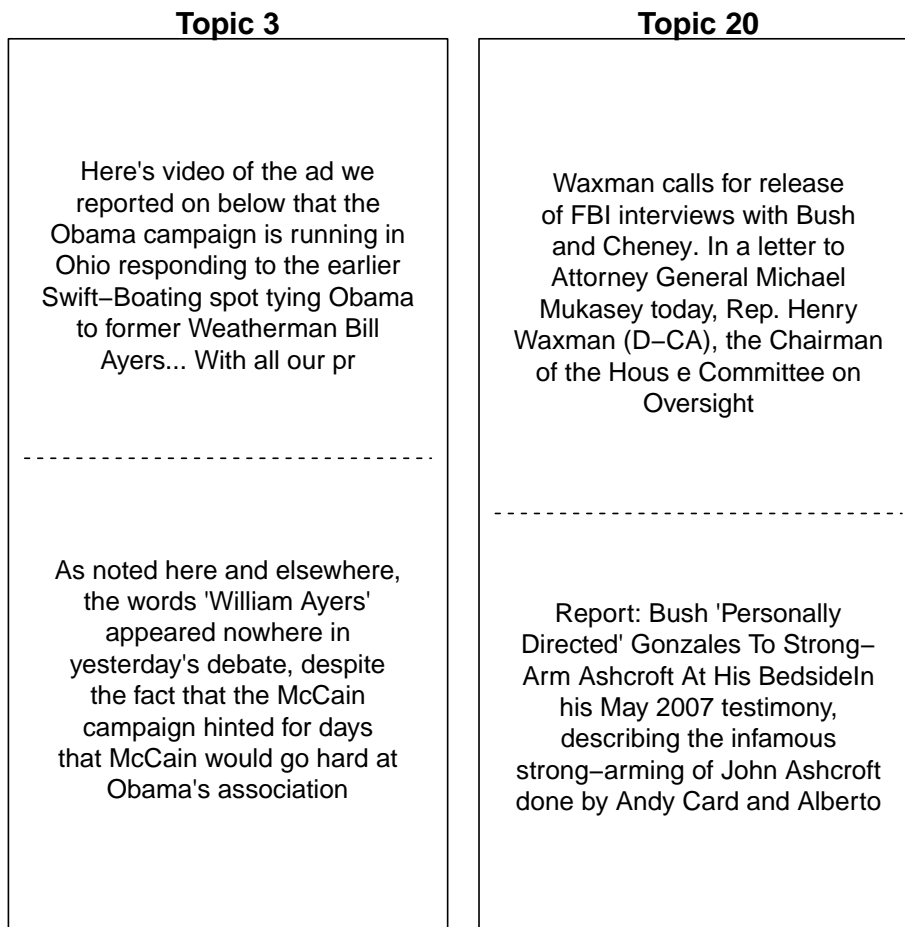 Topic 3
Here's video of the ad we
reported on below that the
Obama campaign is running in
Ohio responding to the earlier
Swift−Boating spot tying Obama
to former Weatherman Bill
Ayers... With all our pr
As noted here and elsewhere,
the words 'William Ayers'
appeared nowhere in
yesterday's debate, despite
the fact that the McCain
campaign hinted for days
that McCain would go hard at
Obama's association
Topic 20
Waxman calls for release
of FBI interviews with Bush
and Cheney. In a letter to
Attorney General Michael
Mukasey today, Rep. Henry
Waxman (D−CA), the Chairman
of the Hous e Committee on
Oversight
Report: Bush 'Personally
Directed' Gonzales To Strong−
Arm Ashcroft At His BedsideIn
his May 2007 testimony,
describing the infamous
strong−arming of John Ashcroft
done by Andy Card and Alberto